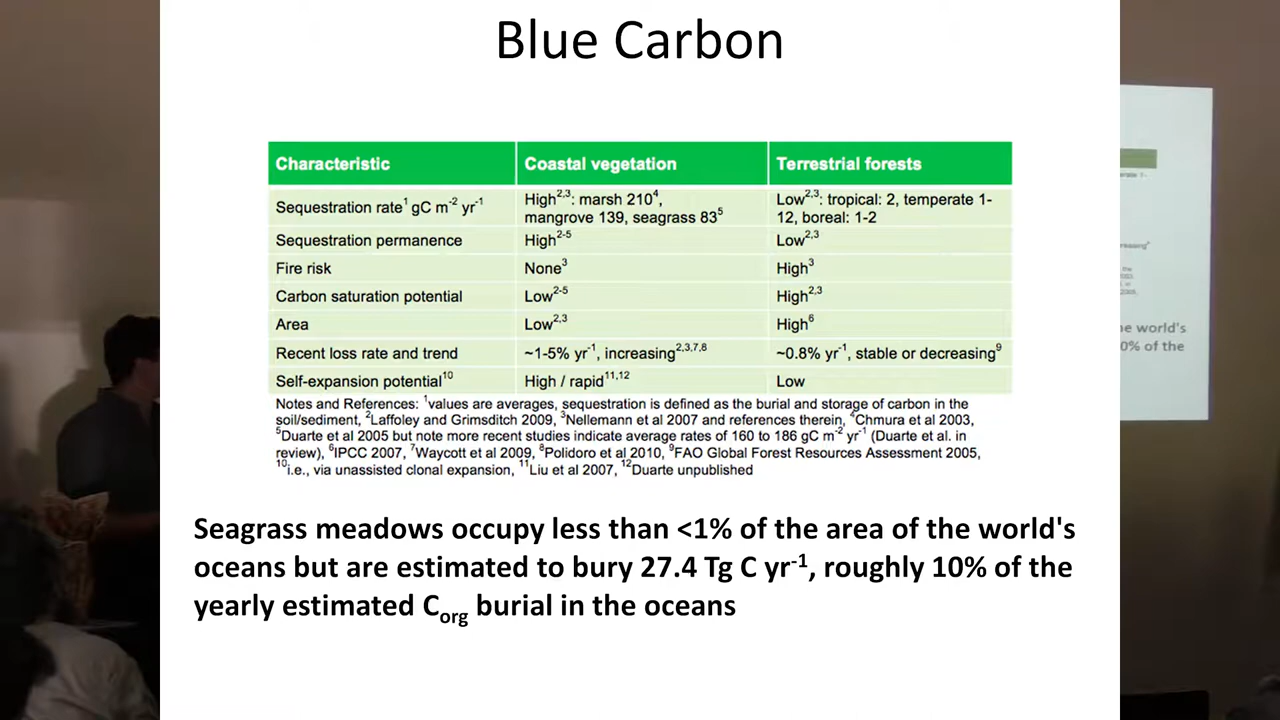 Blue Carbon
Characteristic Coastal vegetation Terrestrial forests
Sequestration rate¹ gC m⁻² yr⁻¹ High²,³: marsh 210⁴, mangrove 139, seagrass 83⁵ Low²,³: tropical: 2, temperate 1-12, boreal: 1-2
Sequestration permanence High²⁻⁵ Low²,³
Fire risk None³ High³
Carbon saturation potential Low²⁻⁵ High²,³
Area Low²,³ High⁶
Recent loss rate and trend ~1-5% yr⁻¹, increasing²,³,⁷,⁸ ~0.8% yr⁻¹, stable or decreasing⁹
Self-expansion potential¹⁰ High / rapid¹¹,¹² Low
Notes and References: ¹values are averages, sequestration is defined as the burial and storage of carbon in the
soil/sediment, ²Laffoley and Grimsditch 2009, ³Nellemann et al 2007 and references therein, ⁴Chmura et al 2003,
⁵Duarte et al 2005 but note more recent studies indicate average rates of 160 to 186 gC m⁻² yr⁻¹ (Duarte et al. in
review), ⁶IPCC 2007, ⁷Waycott et al 2009, ⁸Polidoro et al 2010, ⁹FAO Global Forest Resources Assessment 2005,
¹⁰i.e., via unassisted clonal expansion, ¹¹Liu et al 2007, ¹²Duarte unpublished
Seagrass meadows occupy less than <1% of the area of the world's
oceans but are estimated to bury 27.4 Tg C yr⁻¹, roughly 10% of the
yearly estimated Corg burial in the oceans
world's
0% of the